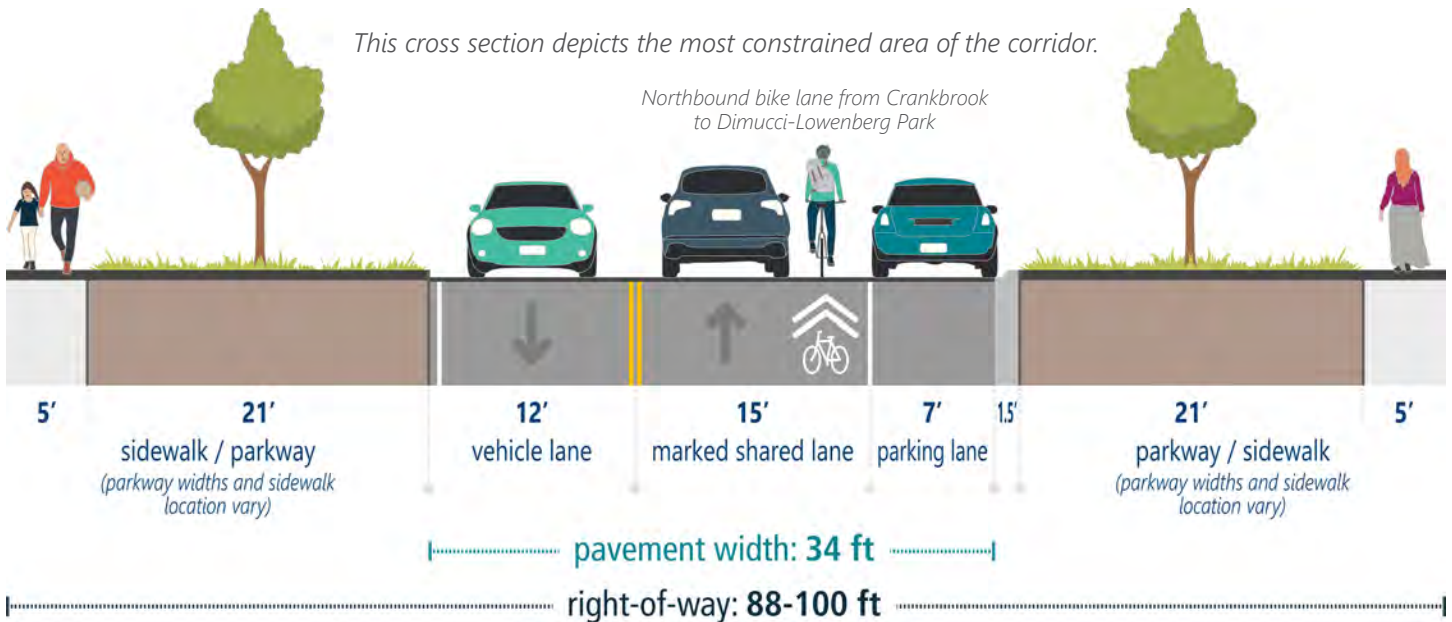 This cross section depicts the most constrained area of the corridor.
Northbound bike lane from Crankbrook
to Dimucci-Lowenberg Park
5’
21’
12’
15’
7’
1.5’
21’
5’
sidewalk / parkway
(parkway widths and sidewalk
location vary)
vehicle lane
marked shared lane
parking lane
parkway / sidewalk
(parkway widths and sidewalk
location vary)
pavement width: 34 ft
right-of-way: 88-100 ft